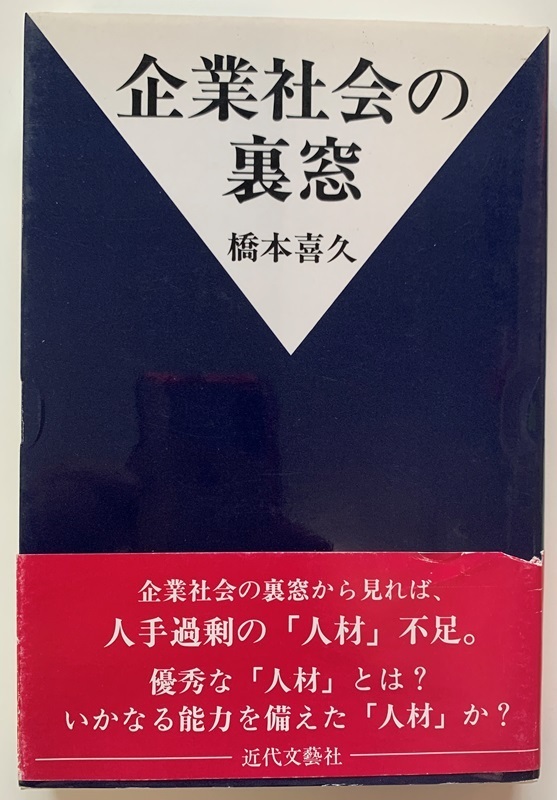 企業社会の
裏窓
橋本喜久
企業社会の裏窓から見れば、
人手過剰の「人材」不足。
優秀な「人材」とは？
いかなる能力を備えた「人材」か？
近代文藝社